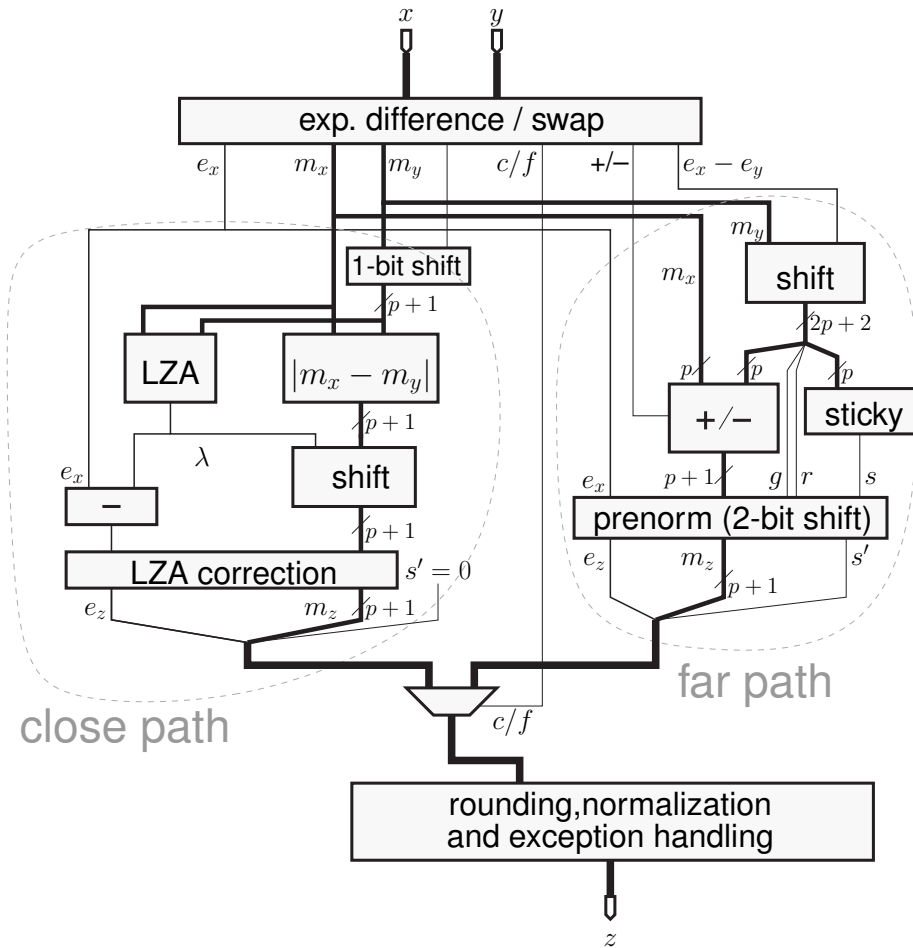 x y
exp. difference / swap
e_x m_x m_y c/f +/− e_x − e_y
m_y
1-bit shift
m_x
shift
p + 1
2p + 2
LZA
|m_x − m_y|
p p p
+/−
sticky
p + 1
λ
shift
e_x
p + 1
e_x g r s
−
prenorm (2-bit shift)
p + 1
LZA correction
s′ = 0
e_z m_z s′
p + 1
e_z m_z p + 1
far path
close path
c/f
rounding,normalization
and exception handling
z